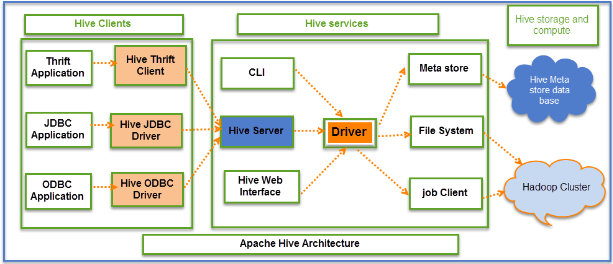 Hive Clients
Hive services
Hive storage and
compute
Thrift
Application
Hive Thrift
Client
CLI
Meta store
Hive Meta
store data
base
JDBC
Application
Hive JDBC
Driver
Hive Server
Driver
File System
ODBC
Application
Hive ODBC
Driver
Hive Web
Interface
job Client
Hadoop Cluster
Apache Hive Architecture